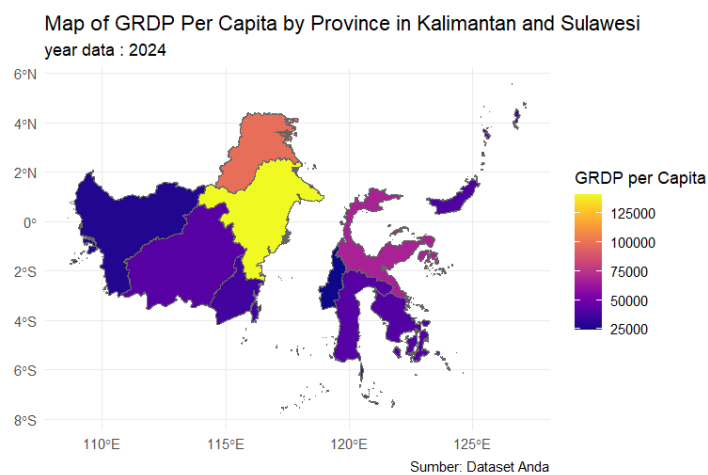 Map of GRDP Per Capita by Province in Kalimantan and Sulawesi
year data : 2024
6°N
4°N
2°N
0°
2°S
4°S
6°S
8°S
110°E
115°E
120°E
125°E
GRDP per Capita
125000
100000
75000
50000
25000
Sumber: Dataset Anda